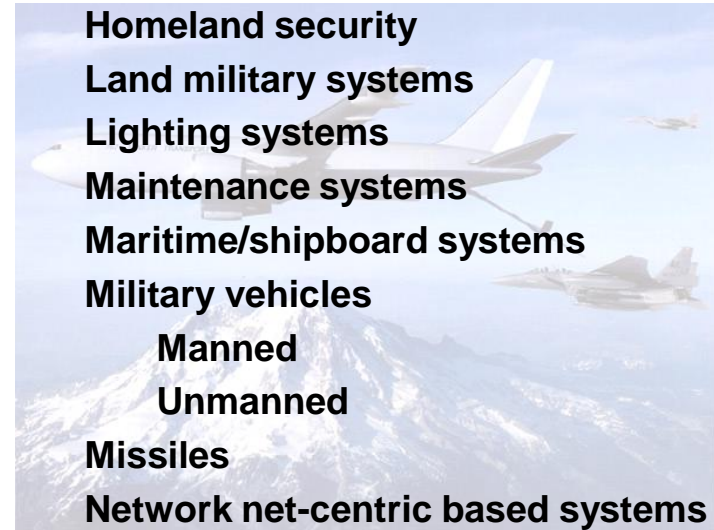 Homeland security
Land military systems
Lighting systems
Maintenance systems
Maritime/shipboard systems
Military vehicles
Manned
Unmanned
Missiles
Network net-centric based systems